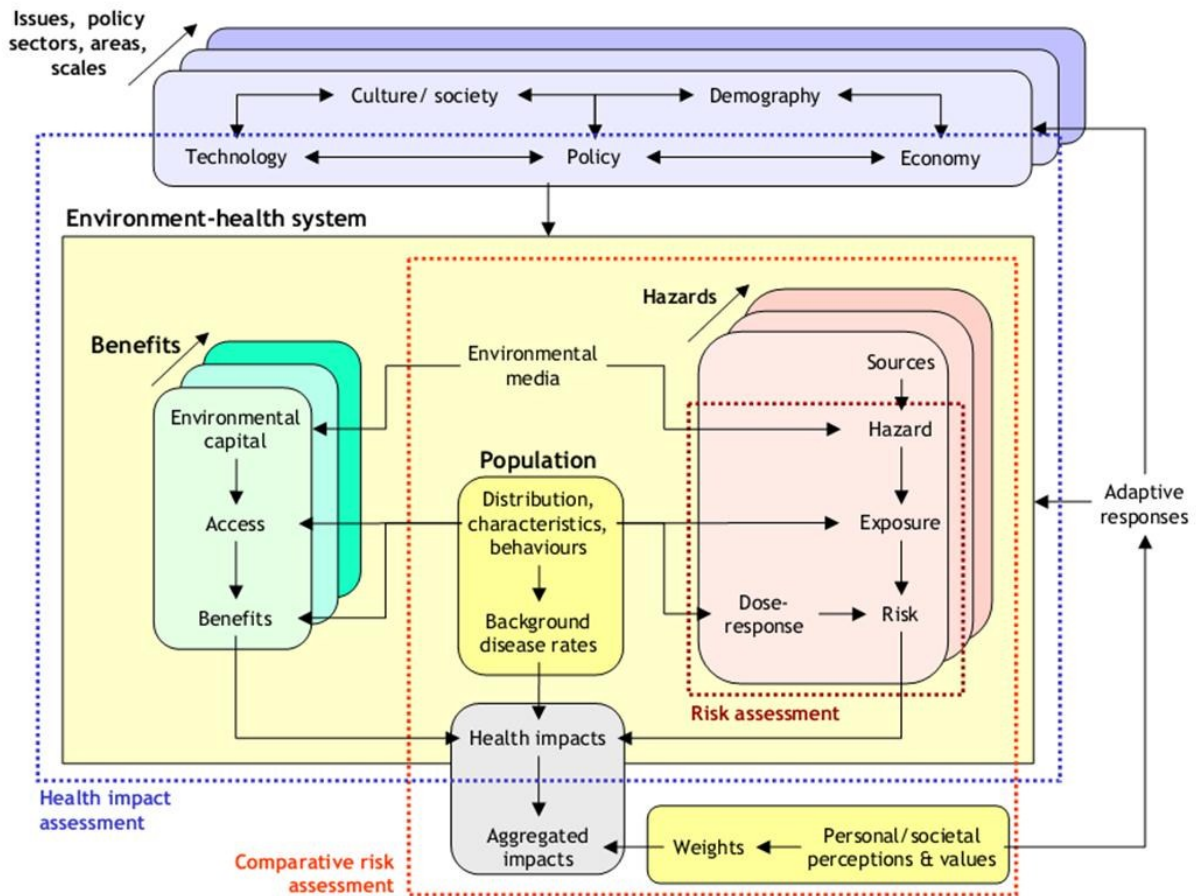 Issues, policy
sectors, areas,
scales
Culture/ society
Demography
Technology
Policy
Economy
Environment-health system
Hazards
Benefits
Environmental
media
Sources
Environmental
capital
Hazard
Population
Distribution,
characteristics,
behaviours
Access
Exposure
Adaptive
responses
Benefits
Background
disease rates
Dose-
response
Risk
Risk assessment
Health impacts
Health impact
assessment
Aggregated
impacts
Weights
Personal/societal
perceptions & values
Comparative risk
assessment